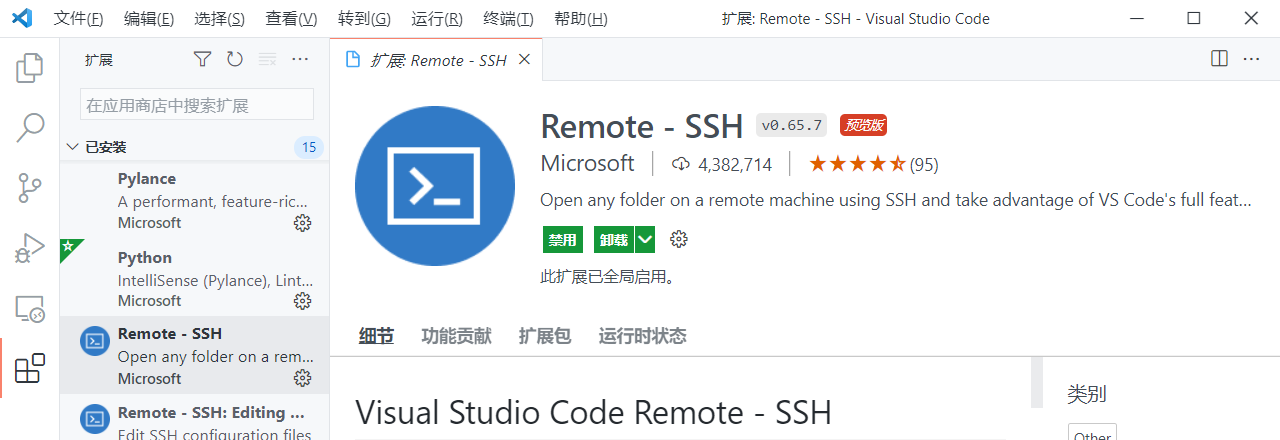 文件(F) 编辑(E) 选择(S) 查看(V) 转到(G) 运行(R) 终端(T) 帮助(H) 扩展: Remote - SSH - Visual Studio Code
扩展
扩展: Remote - SSH
在应用商店中搜索扩展
已安装 15
Pylance
A performant, feature-ric...
Microsoft
Python
IntelliSense (Pylance), Lint...
Microsoft
Remote - SSH
Open any folder on a rem...
Microsoft
Remote - SSH: Editing ...
Edit SSH configuration files
Remote - SSH v0.65.7 预览版
Microsoft 4,382,714 (95)
Open any folder on a remote machine using SSH and take advantage of VS Code's full feat...
禁用 卸载
此扩展已全局启用。
细节 功能贡献 扩展包 运行时状态
Visual Studio Code Remote - SSH
类别
Other